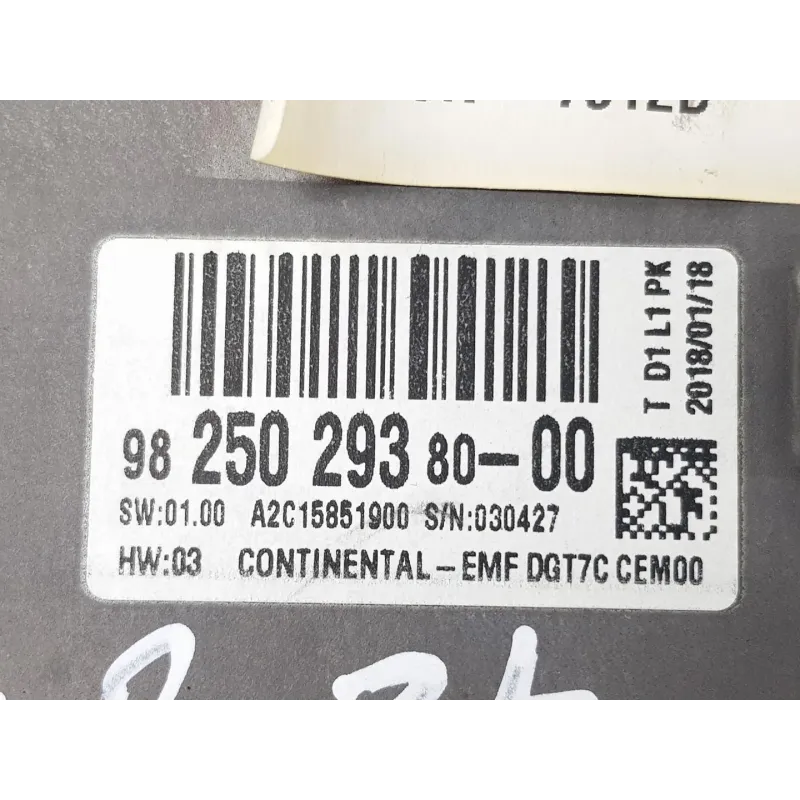 98 250 293 80-00
SW:01.00 A2C15851900 S/N:030427
HW:03 CONTINENTAL-EMF DGT7C CEM00
T D1 L1 PK
2018/01/18